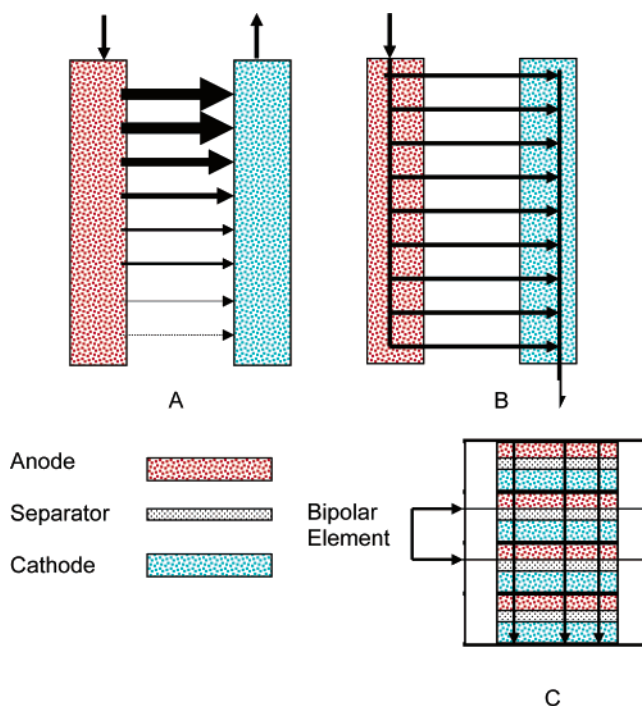 A
B
Anode
Separator
Cathode
Bipolar
Element
C